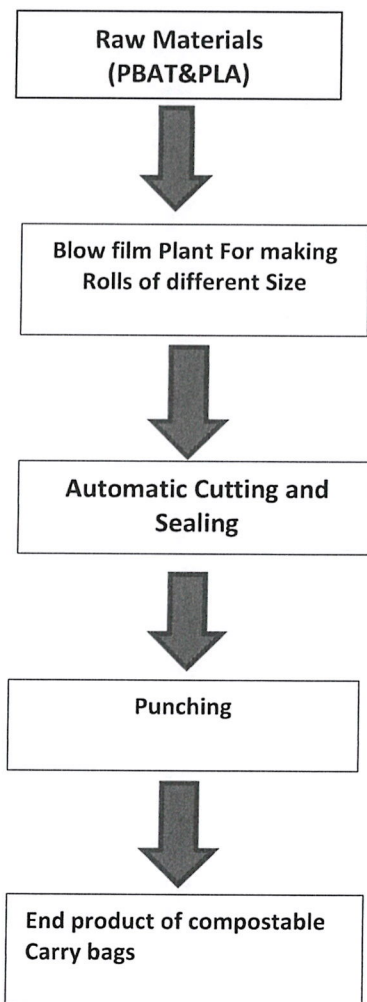 Raw Materials
(PBAT&PLA)
Blow film Plant For making
Rolls of different Size
Automatic Cutting and
Sealing
Punching
End product of compostable
Carry bags